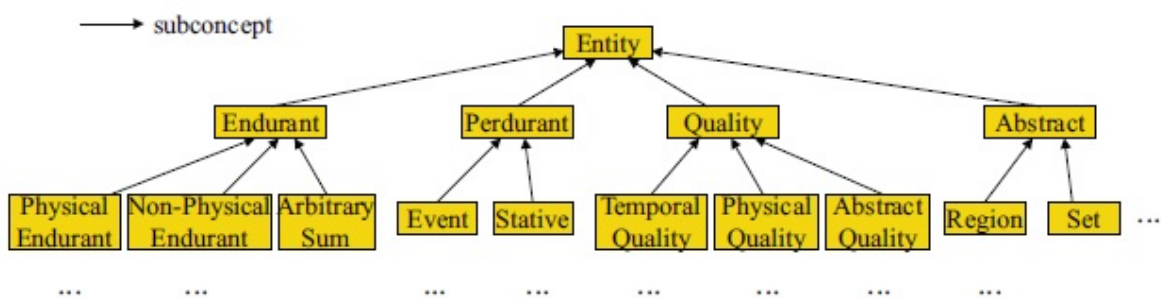 subconcept
Entity
Endurant Perdurant Quality Abstract
Physical Endurant
Non-Physical Endurant
Arbitrary Sum
Event
Stative
Temporal Quality
Physical Quality
Abstract Quality
Region
Set
...
... ... ... ... ... ... ... ...